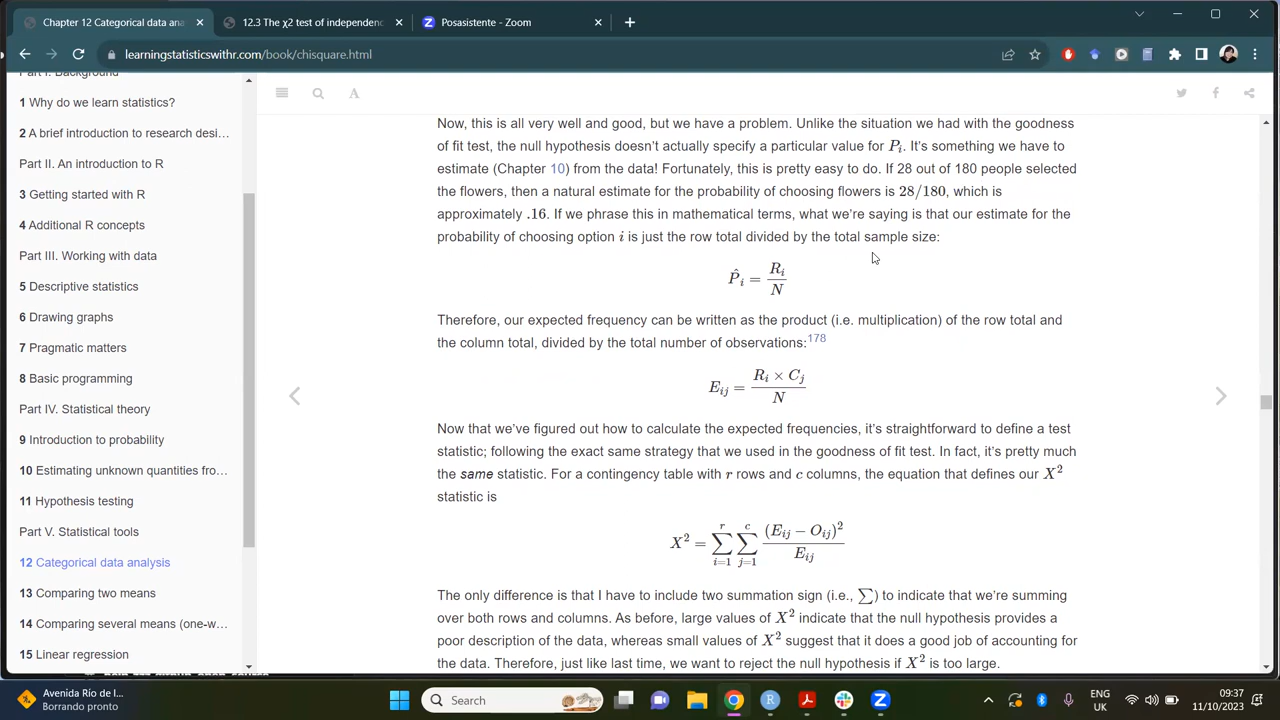 Chapter 12 Categorical data ana
12.3 The χ2 test of independenc
Posasistente - Zoom
learningstatisticswithr.com/book/chisquare.html
Part I. Background
1 Why do we learn statistics?
2 A brief introduction to research desi...
Part II. An introduction to R
3 Getting started with R
4 Additional R concepts
Part III. Working with data
5 Descriptive statistics
6 Drawing graphs
7 Pragmatic matters
8 Basic programming
Part IV. Statistical theory
9 Introduction to probability
10 Estimating unknown quantities fro...
11 Hypothesis testing
Part V. Statistical tools
12 Categorical data analysis
13 Comparing two means
14 Comparing several means (one-w...
15 Linear regression
A
Now, this is all very well and good, but we have a problem. Unlike the situation we had with the goodness
of fit test, the null hypothesis doesn't actually specify a particular value for Pᵢ. It's something we have to
estimate (Chapter 10) from the data! Fortunately, this is pretty easy to do. If 28 out of 180 people selected
the flowers, then a natural estimate for the probability of choosing flowers is 28/180, which is
approximately .16. If we phrase this in mathematical terms, what we're saying is that our estimate for the
probability of choosing option i is just the row total divided by the total sample size:
P̂ᵢ = Rᵢ / N
Therefore, our expected frequency can be written as the product (i.e. multiplication) of the row total and
the column total, divided by the total number of observations:178
Eᵢⱼ = Rᵢ × Cⱼ / N
Now that we've figured out how to calculate the expected frequencies, it's straightforward to define a test
statistic; following the exact same strategy that we used in the goodness of fit test. In fact, it's pretty much
the same statistic. For a contingency table with r rows and c columns, the equation that defines our X²
statistic is
X² = ∑ᵢ₌₁ʳ ∑ⱼ₌₁ᶜ (Eᵢⱼ − Oᵢⱼ)² / Eᵢⱼ
The only difference is that I have to include two summation sign (i.e., ∑) to indicate that we're summing
over both rows and columns. As before, large values of X² indicate that the null hypothesis provides a
poor description of the data, whereas small values of X² suggest that it does a good job of accounting for
the data. Therefore, just like last time, we want to reject the null hypothesis if X² is too large.
Avenida Río de l...
Borrando pronto
Search
ENG
UK
09:37
11/10/2023